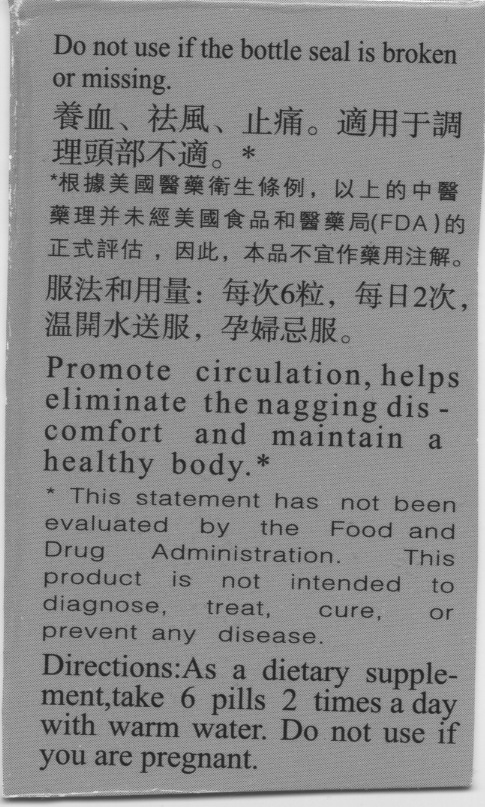 Do not use if the bottle seal is broken
or missing.
養血、祛風、止痛。適用于調
理頭部不適。*
*根據美國醫藥衛生條例，以上的中醫
藥理并未經美國食品和醫藥局(FDA)的
正式評估，因此，本品不宜作藥用注解。
服法和用量：每次6粒，每日2次，
温開水送服，孕婦忌服。
Promote circulation, helps
eliminate the nagging dis -
comfort and maintain a
healthy body.*
* This statement has not been
evaluated by the Food and
Drug Administration. This
product is not intended to
diagnose, treat, cure, or
prevent any disease.
Directions:As a dietary supple-
ment,take 6 pills 2 times a day
with warm water. Do not use if
you are pregnant.